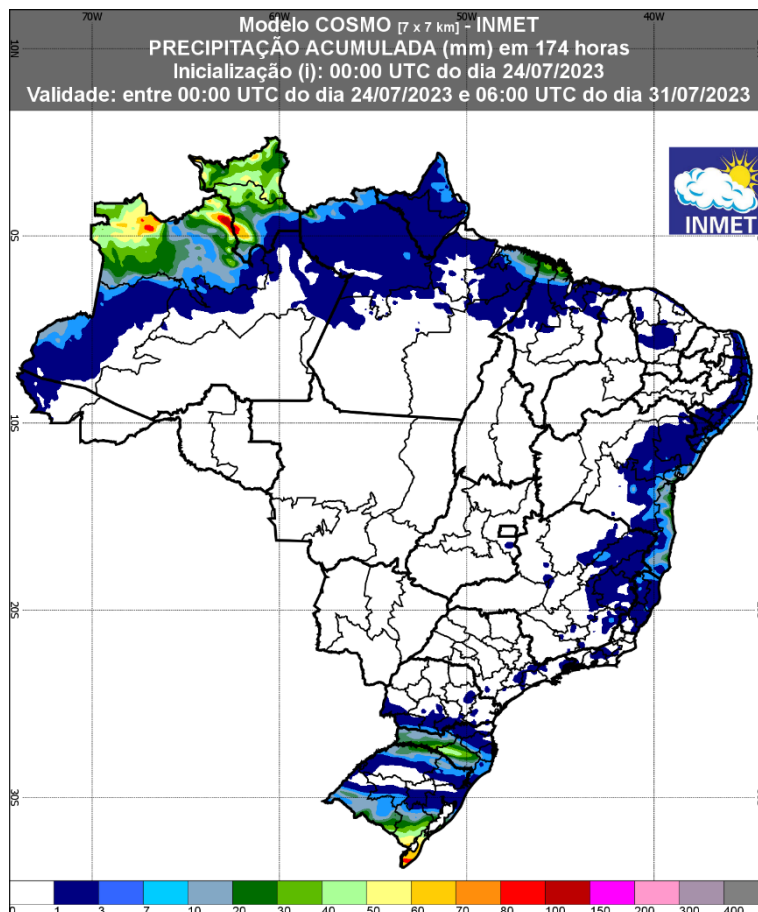 Modelo COSMO [7 x 7 km] - INMET
PRECIPITAÇÃO ACUMULADA (mm) em 174 horas
Inicialização (i): 00:00 UTC do dia 24/07/2023
Validade: entre 00:00 UTC do dia 24/07/2023 e 06:00 UTC do dia 31/07/2023
70W 60W 50W 40W
10N
INMET
0S
10S
20S
30S
0 1 3 7 10 20 30 40 50 60 70 80 100 150 200 300 400